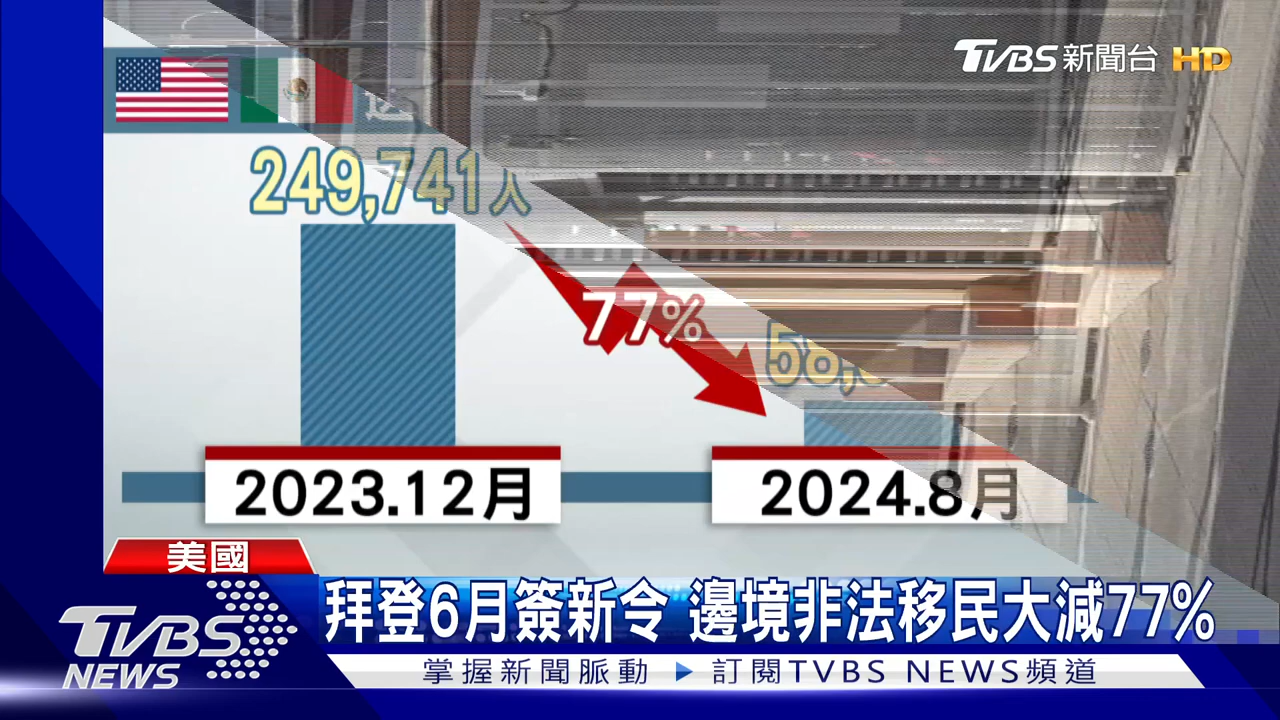 TVBS新聞台 HD
249,741人
77%
58,
2023.12月
2024.8月
美國
拜登6月簽新令 邊境非法移民大減77%
TVBS NEWS
掌握新聞脈動 訂閱TVBS NEWS頻道